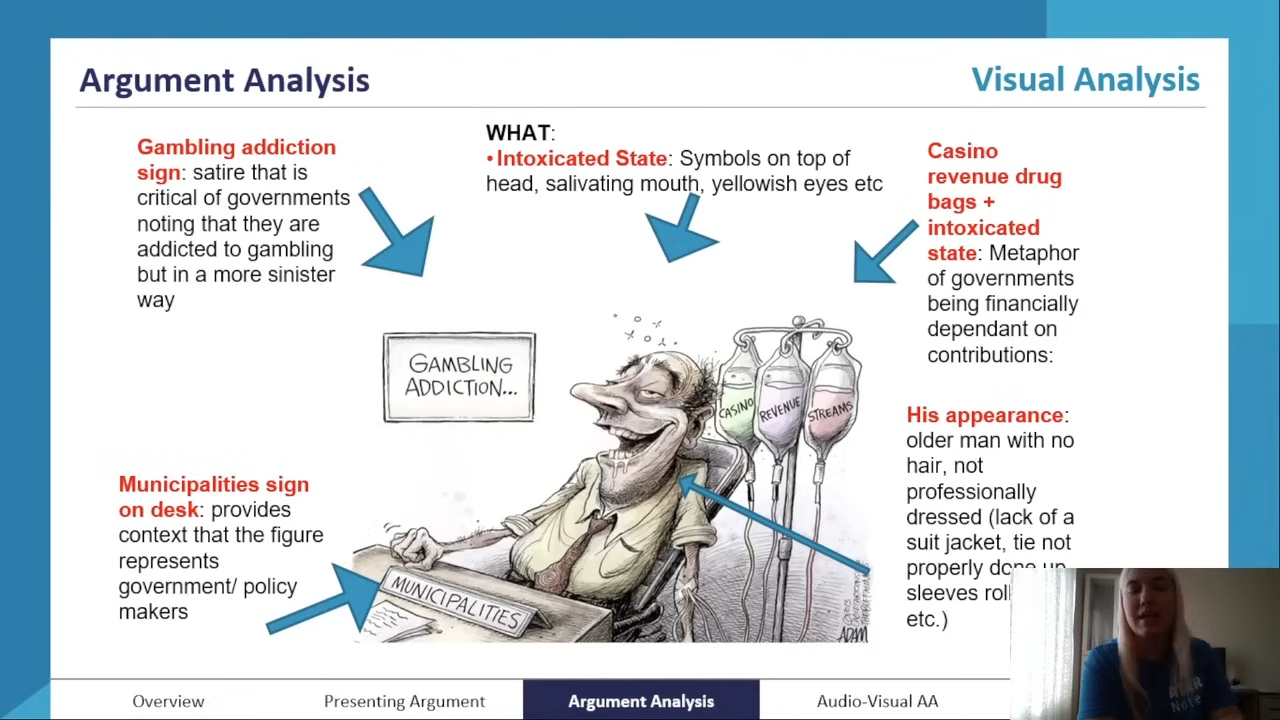 Argument Analysis
Visual Analysis
Gambling addiction
sign: satire that is
critical of governments
noting that they are
addicted to gambling
but in a more sinister
way
WHAT:
•Intoxicated State: Symbols on top of
head, salivating mouth, yellowish eyes etc
Casino
revenue drug
bags +
intoxicated
state: Metaphor
of governments
being financially
dependant on
contributions:
GAMBLING
ADDICTION...
CASINO
REVENUE
STREAMS
His appearance:
older man with no
hair, not
professionally
dressed (lack of a
suit jacket, tie not
properly done up
sleeves
etc.)
Municipalities sign
on desk: provides
context that the figure
represents
government/ policy
makers
MUNICIPALITIES
ADAM
Overview
Presenting Argument
Argument Analysis
Audio-Visual AA
Note